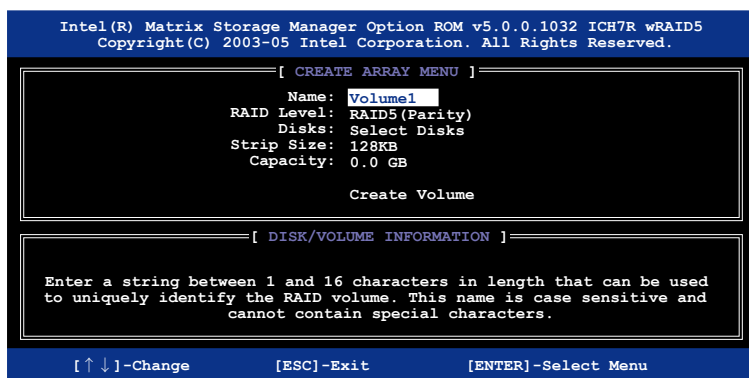 Intel(R) Matrix Storage Manager Option ROM v5.0.0.1032 ICH7R wRAID5
Copyright(C) 2003-05 Intel Corporation. All Rights Reserved.
[ CREATE ARRAY MENU ]
Name: Volume1
RAID Level: RAID5(Parity)
Disks: Select Disks
Strip Size: 128KB
Capacity: 0.0 GB
Create Volume
[ DISK/VOLUME INFORMATION ]
Enter a string between 1 and 16 characters in length that can be used
to uniquely identify the RAID volume. This name is case sensitive and
cannot contain special characters.
[↑↓]-Change [ESC]-Exit [ENTER]-Select Menu